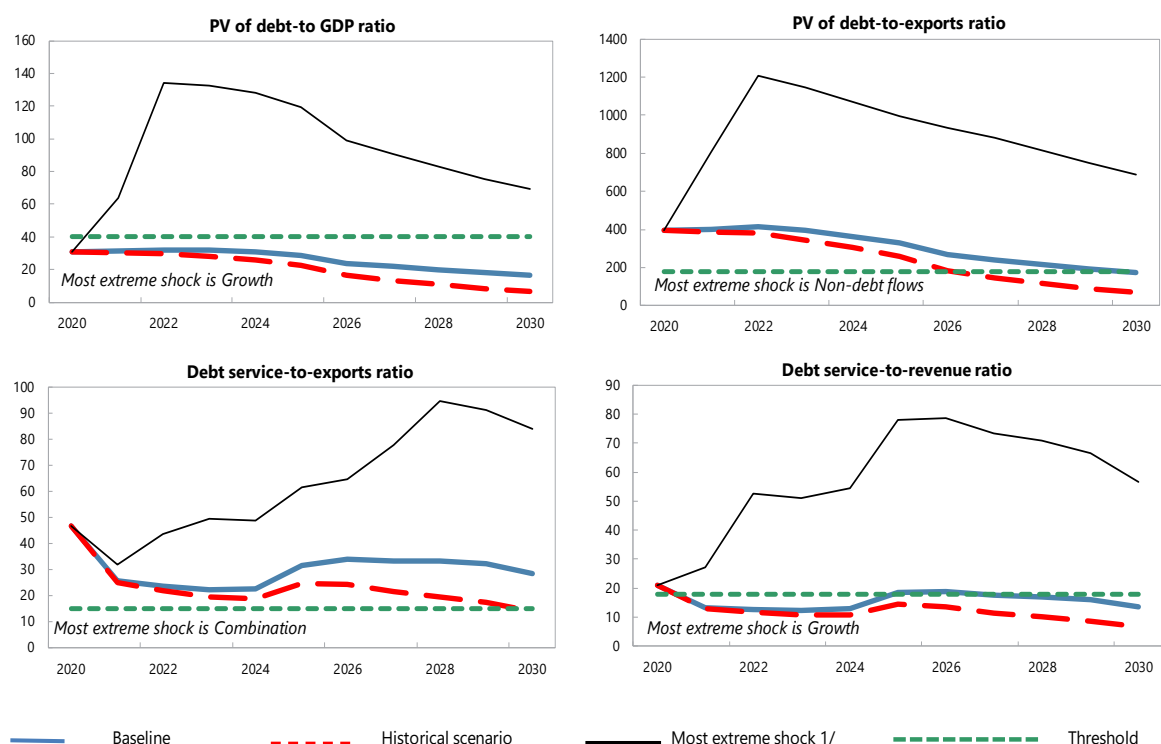 PV of debt-to GDP ratio
160
140
120
100
80
60
40
20
0
Most extreme shock is Growth
2020 2022 2024 2026 2028 2030
PV of debt-to-exports ratio
1400
1200
1000
800
600
400
200
0
Most extreme shock is Non-debt flows
2020 2022 2024 2026 2028 2030
Debt service-to-exports ratio
100
90
80
70
60
50
40
30
20
10
0
Most extreme shock is Combination
2020 2022 2024 2026 2028 2030
Debt service-to-revenue ratio
90
80
70
60
50
40
30
20
10
0
Most extreme shock is Growth
2020 2022 2024 2026 2028 2030
Baseline Historical scenario Most extreme shock 1/ Threshold